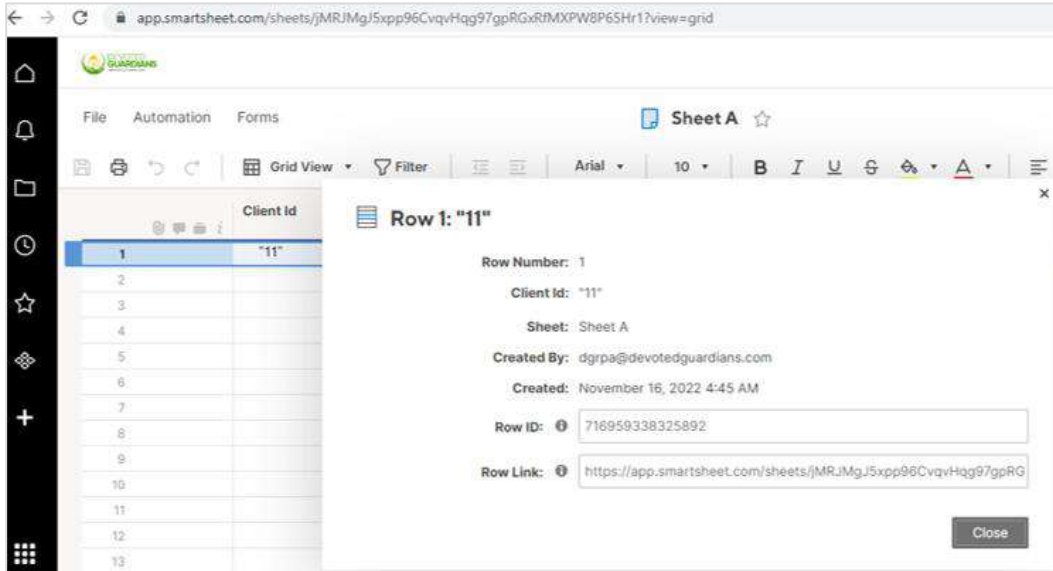 app.smartsheet.com/sheets/jMRJMgJ5xpp96CvqvHqg97gpRGxRfMXPW8P65Hr1?view=grid
GUARDIANS
File Automation Forms
Sheet A
Grid View Filter Arial 10 B I U S A
Client Id
Row 1: "11"
1 "11"
Row Number: 1
2
Client Id: "11"
3
Sheet: Sheet A
4
Created By: dgrpa@devotedguardians.com
5
Created: November 16, 2022 4:45 AM
6
7
Row ID: 716959338325892
8
9
Row Link: https://app.smartsheet.com/sheets/jMRJMgJ5xpp96CvqvHqg97gpRG
10
11
12
Close
13